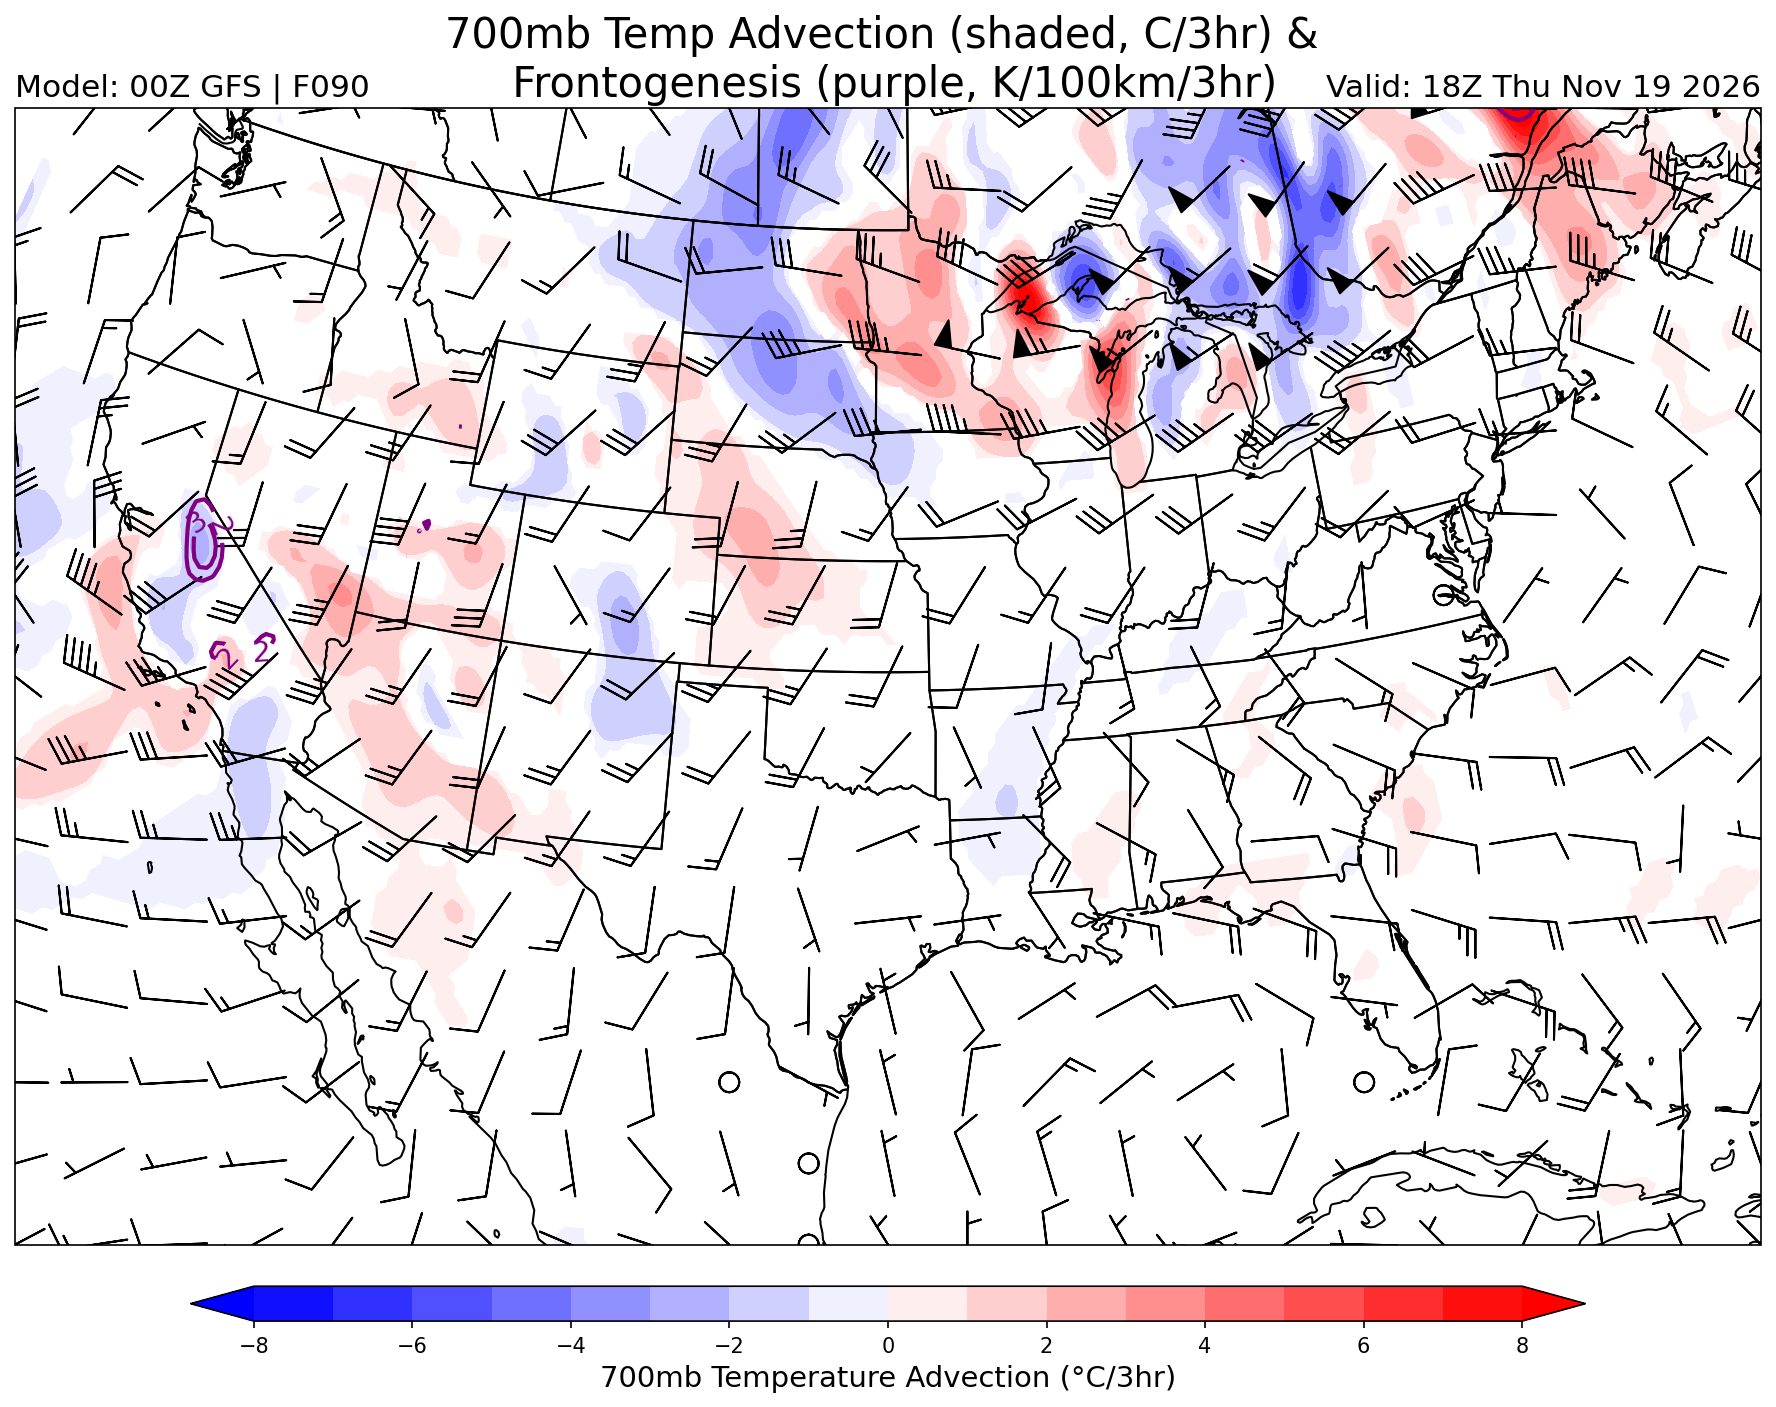 700mb Temp Advection (shaded, C/3hr) &
Model: 00Z GFS | F090
Frontogenesis (purple, K/100km/3hr)
Valid: 18Z Thu Nov 19 2026
3
2
2
2
−8
−6
−4
−2
0
2
4
6
8
700mb Temperature Advection (°C/3hr)